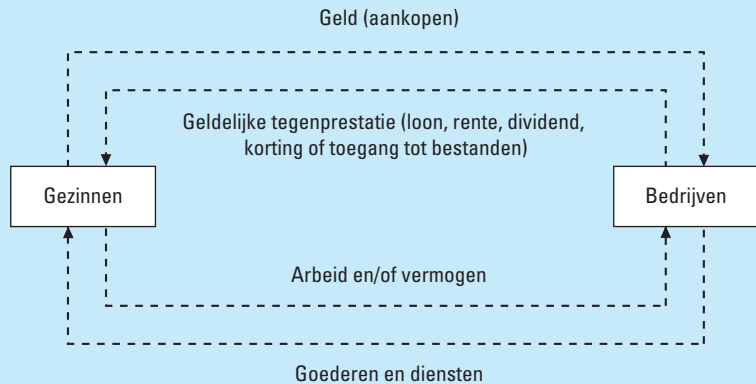 Geld (aankopen)
Geldelijke tegenprestatie (loon, rente, dividend,
korting of toegang tot bestanden)
Gezinnen
Bedrijven
Arbeid en/of vermogen
Goederen en diensten